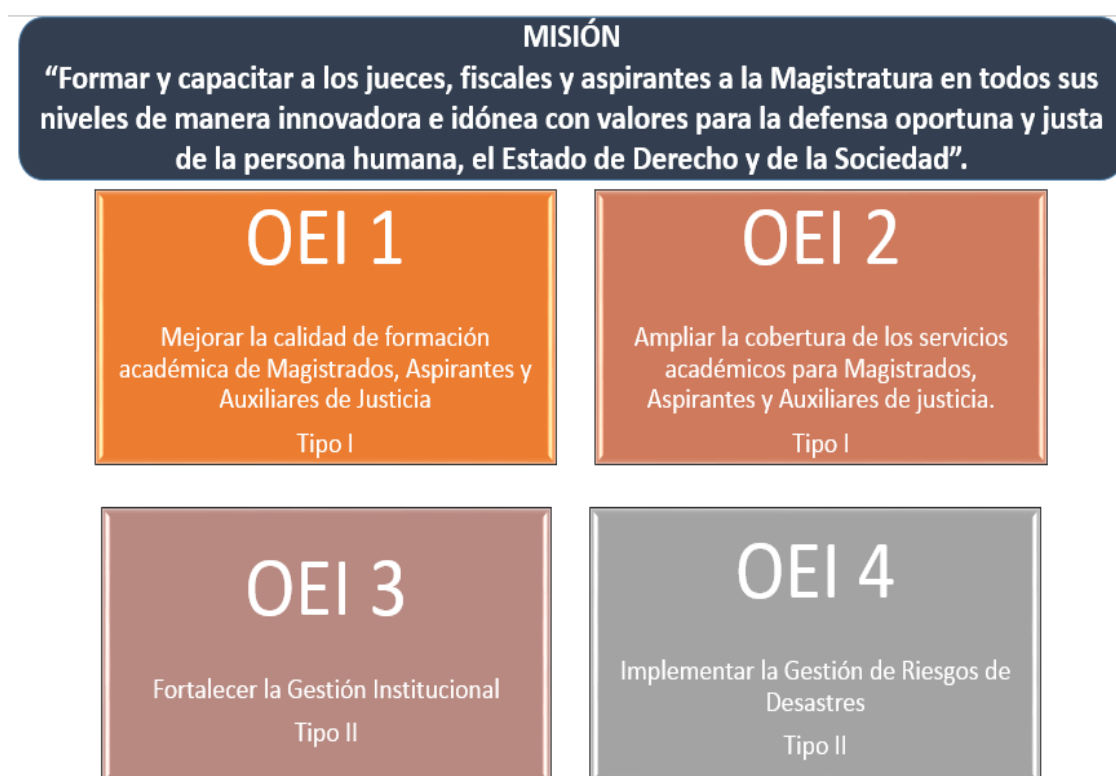 MISIÓN
“Formar y capacitar a los jueces, fiscales y aspirantes a la Magistratura en todos sus
niveles de manera innovadora e idónea con valores para la defensa oportuna y justa
de la persona humana, el Estado de Derecho y de la Sociedad”.
OEI 1
Mejorar la calidad de formación
académica de Magistrados, Aspirantes y
Auxiliares de Justicia
Tipo I
OEI 2
Ampliar la cobertura de los servicios
académicos para Magistrados,
Aspirantes y Auxiliares de justicia.
Tipo I
OEI 3
Fortalecer la Gestión Institucional
Tipo II
OEI 4
Implementar la Gestión de Riesgos de
Desastres
Tipo II